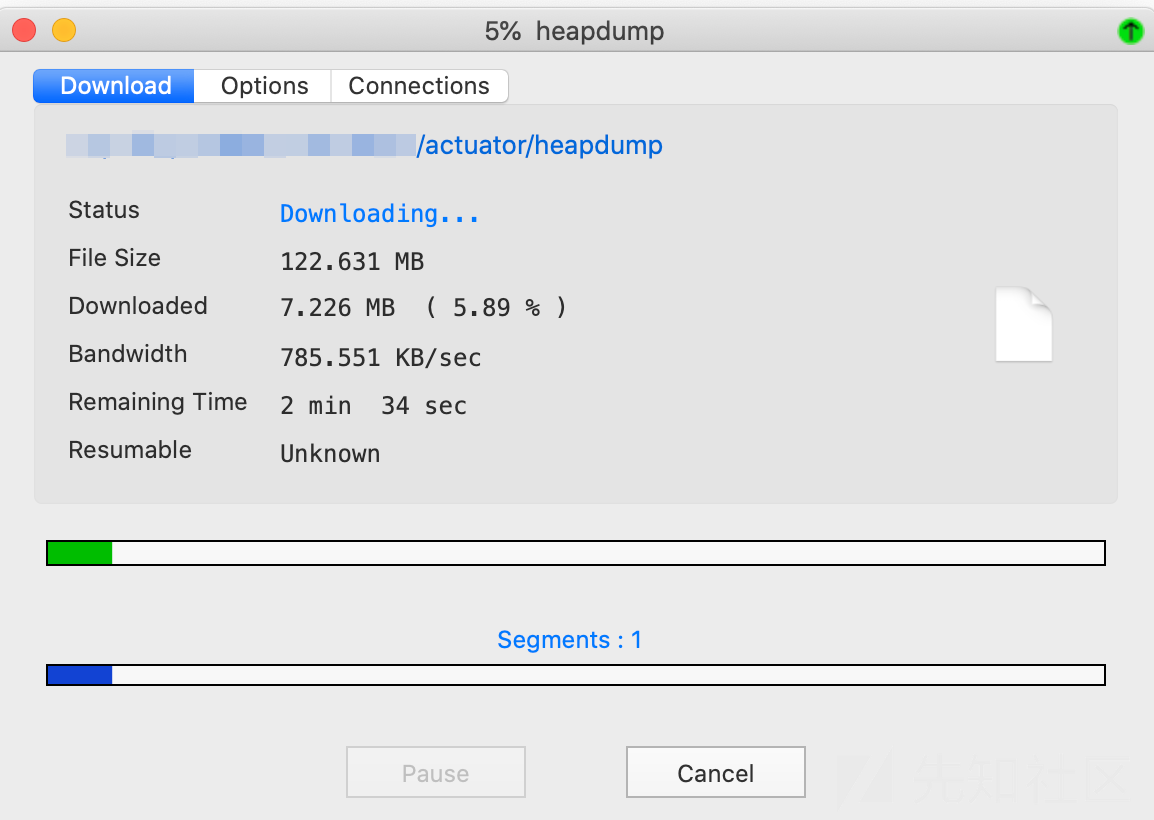 5% heapdump
Download Options Connections
/actuator/heapdump
Status Downloading...
File Size 122.631 MB
Downloaded 7.226 MB ( 5.89 % )
Bandwidth 785.551 KB/sec
Remaining Time 2 min 34 sec
Resumable Unknown
Segments : 1
Pause Cancel
先知社区